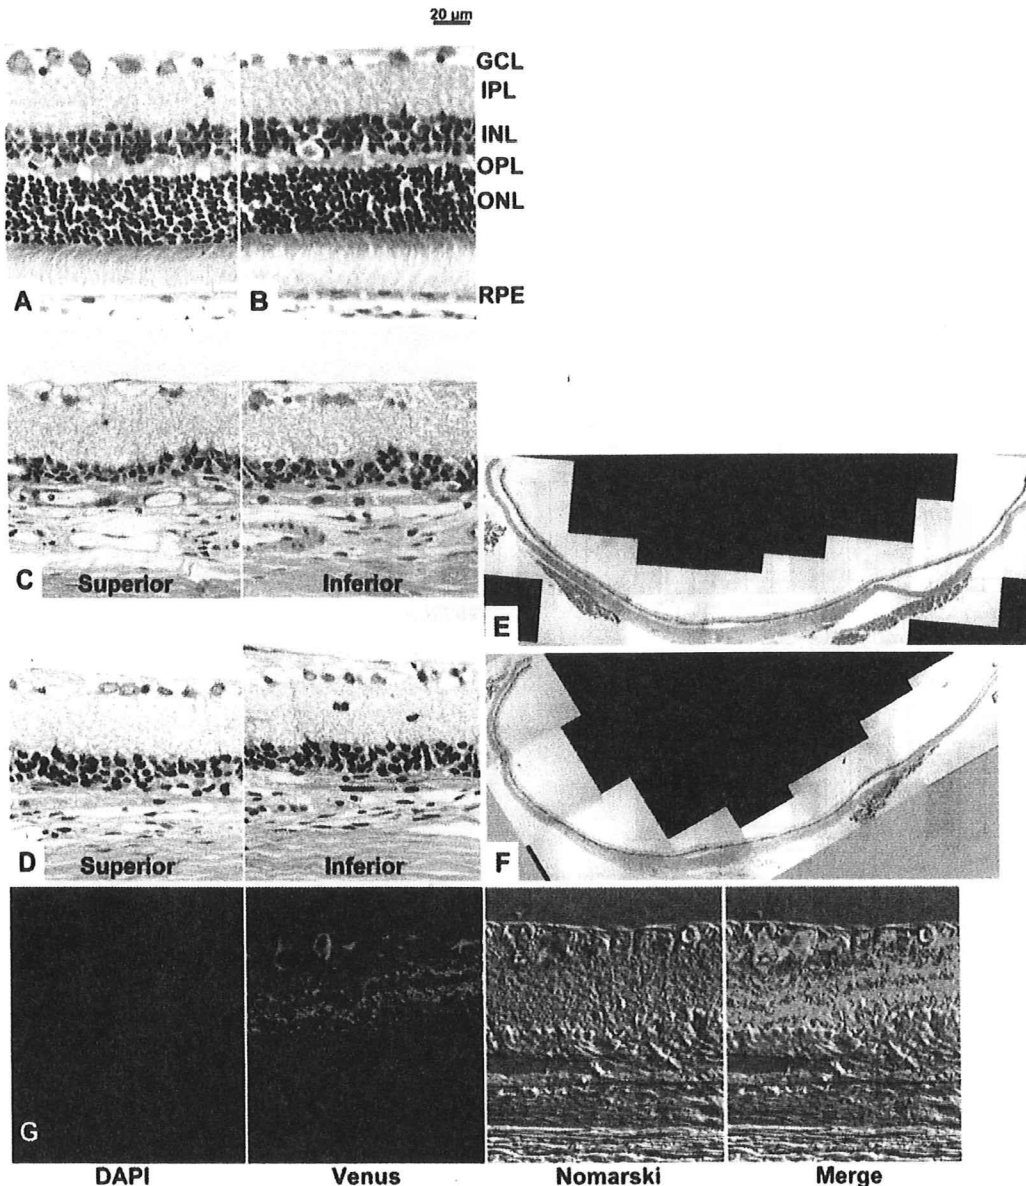 20 µm
GCL
IPL
INL
OPL
ONL
RPE
A
B
C
Superior
Inferior
E
D
Superior
Inferior
F
G
DAPI
Venus
Nomarski
Merge